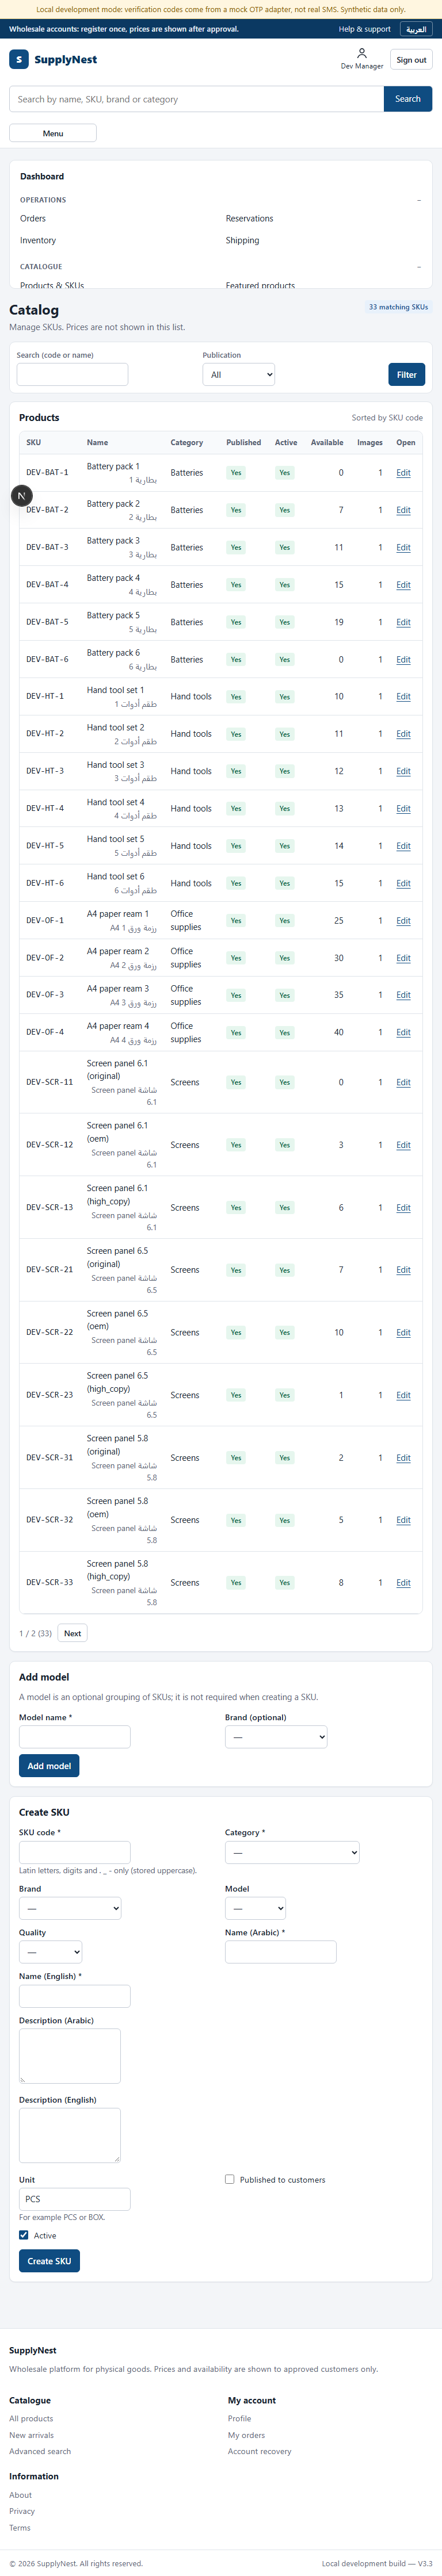 Local development mode: verification codes come from a mock OTP adapter, not real SMS. Synthetic data only.
Wholesale accounts: register once, prices are shown after approval.
Help & support
العربية
S
SupplyNest
Dev Manager
Sign out
Search by name, SKU, brand or category
Search
Menu
Dashboard
OPERATIONS –
Orders
Reservations
Inventory
Shipping
CATALOGUE –
Products & SKUs
Featured products
Catalog
33 matching SKUs
Manage SKUs. Prices are not shown in this list.
Search (code or name)
Publication
All
Filter
Products
Sorted by SKU code
SKU Name Category Published Active Available Images Open
DEV-BAT-1 Battery pack 1 Batteries Yes Yes 0 1 Edit
بطارية 1
N
DEV-BAT-2 Battery pack 2 Batteries Yes Yes 7 1 Edit
بطارية 2
DEV-BAT-3 Battery pack 3 Batteries Yes Yes 11 1 Edit
بطارية 3
DEV-BAT-4 Battery pack 4 Batteries Yes Yes 15 1 Edit
بطارية 4
DEV-BAT-5 Battery pack 5 Batteries Yes Yes 19 1 Edit
بطارية 5
DEV-BAT-6 Battery pack 6 Batteries Yes Yes 0 1 Edit
بطارية 6
DEV-HT-1 Hand tool set 1 Hand tools Yes Yes 10 1 Edit
طقم أدوات 1
DEV-HT-2 Hand tool set 2 Hand tools Yes Yes 11 1 Edit
طقم أدوات 2
DEV-HT-3 Hand tool set 3 Hand tools Yes Yes 12 1 Edit
طقم أدوات 3
DEV-HT-4 Hand tool set 4 Hand tools Yes Yes 13 1 Edit
طقم أدوات 4
DEV-HT-5 Hand tool set 5 Hand tools Yes Yes 14 1 Edit
طقم أدوات 5
DEV-HT-6 Hand tool set 6 Hand tools Yes Yes 15 1 Edit
طقم أدوات 6
DEV-OF-1 A4 paper ream 1 Office supplies Yes Yes 25 1 Edit
رزمة ورق A4 1
DEV-OF-2 A4 paper ream 2 Office supplies Yes Yes 30 1 Edit
رزمة ورق A4 2
DEV-OF-3 A4 paper ream 3 Office supplies Yes Yes 35 1 Edit
رزمة ورق A4 3
DEV-OF-4 A4 paper ream 4 Office supplies Yes Yes 40 1 Edit
رزمة ورق A4 4
DEV-SCR-11 Screen panel 6.1 (original) Screens Yes Yes 0 1 Edit
شاشة Screen panel 6.1
DEV-SCR-12 Screen panel 6.1 (oem) Screens Yes Yes 3 1 Edit
شاشة Screen panel 6.1
DEV-SCR-13 Screen panel 6.1 (high_copy) Screens Yes Yes 6 1 Edit
شاشة Screen panel 6.1
DEV-SCR-21 Screen panel 6.5 (original) Screens Yes Yes 7 1 Edit
شاشة Screen panel 6.5
DEV-SCR-22 Screen panel 6.5 (oem) Screens Yes Yes 10 1 Edit
شاشة Screen panel 6.5
DEV-SCR-23 Screen panel 6.5 (high_copy) Screens Yes Yes 1 1 Edit
شاشة Screen panel 6.5
DEV-SCR-31 Screen panel 5.8 (original) Screens Yes Yes 2 1 Edit
شاشة Screen panel 5.8
DEV-SCR-32 Screen panel 5.8 (oem) Screens Yes Yes 5 1 Edit
شاشة Screen panel 5.8
DEV-SCR-33 Screen panel 5.8 (high_copy) Screens Yes Yes 8 1 Edit
شاشة Screen panel 5.8
1 / 2 (33)
Next
Add model
A model is an optional grouping of SKUs; it is not required when creating a SKU.
Model name *
Brand (optional)
—
Add model
Create SKU
SKU code *
Category *
—
Latin letters, digits and . _ - only (stored uppercase).
Brand
Model
—
—
Quality
Name (Arabic) *
—
Name (English) *
Description (Arabic)
Description (English)
Unit
Published to customers
PCS
For example PCS or BOX.
Active
Create SKU
SupplyNest
Wholesale platform for physical goods. Prices and availability are shown to approved customers only.
Catalogue
My account
All products
Profile
New arrivals
My orders
Advanced search
Account recovery
Information
About
Privacy
Terms
© 2026 SupplyNest. All rights reserved.
Local development build — V3.3